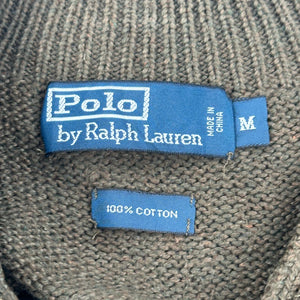 Polo
by Ralph Lauren
MADE IN
CHINA
M
100% COTTON